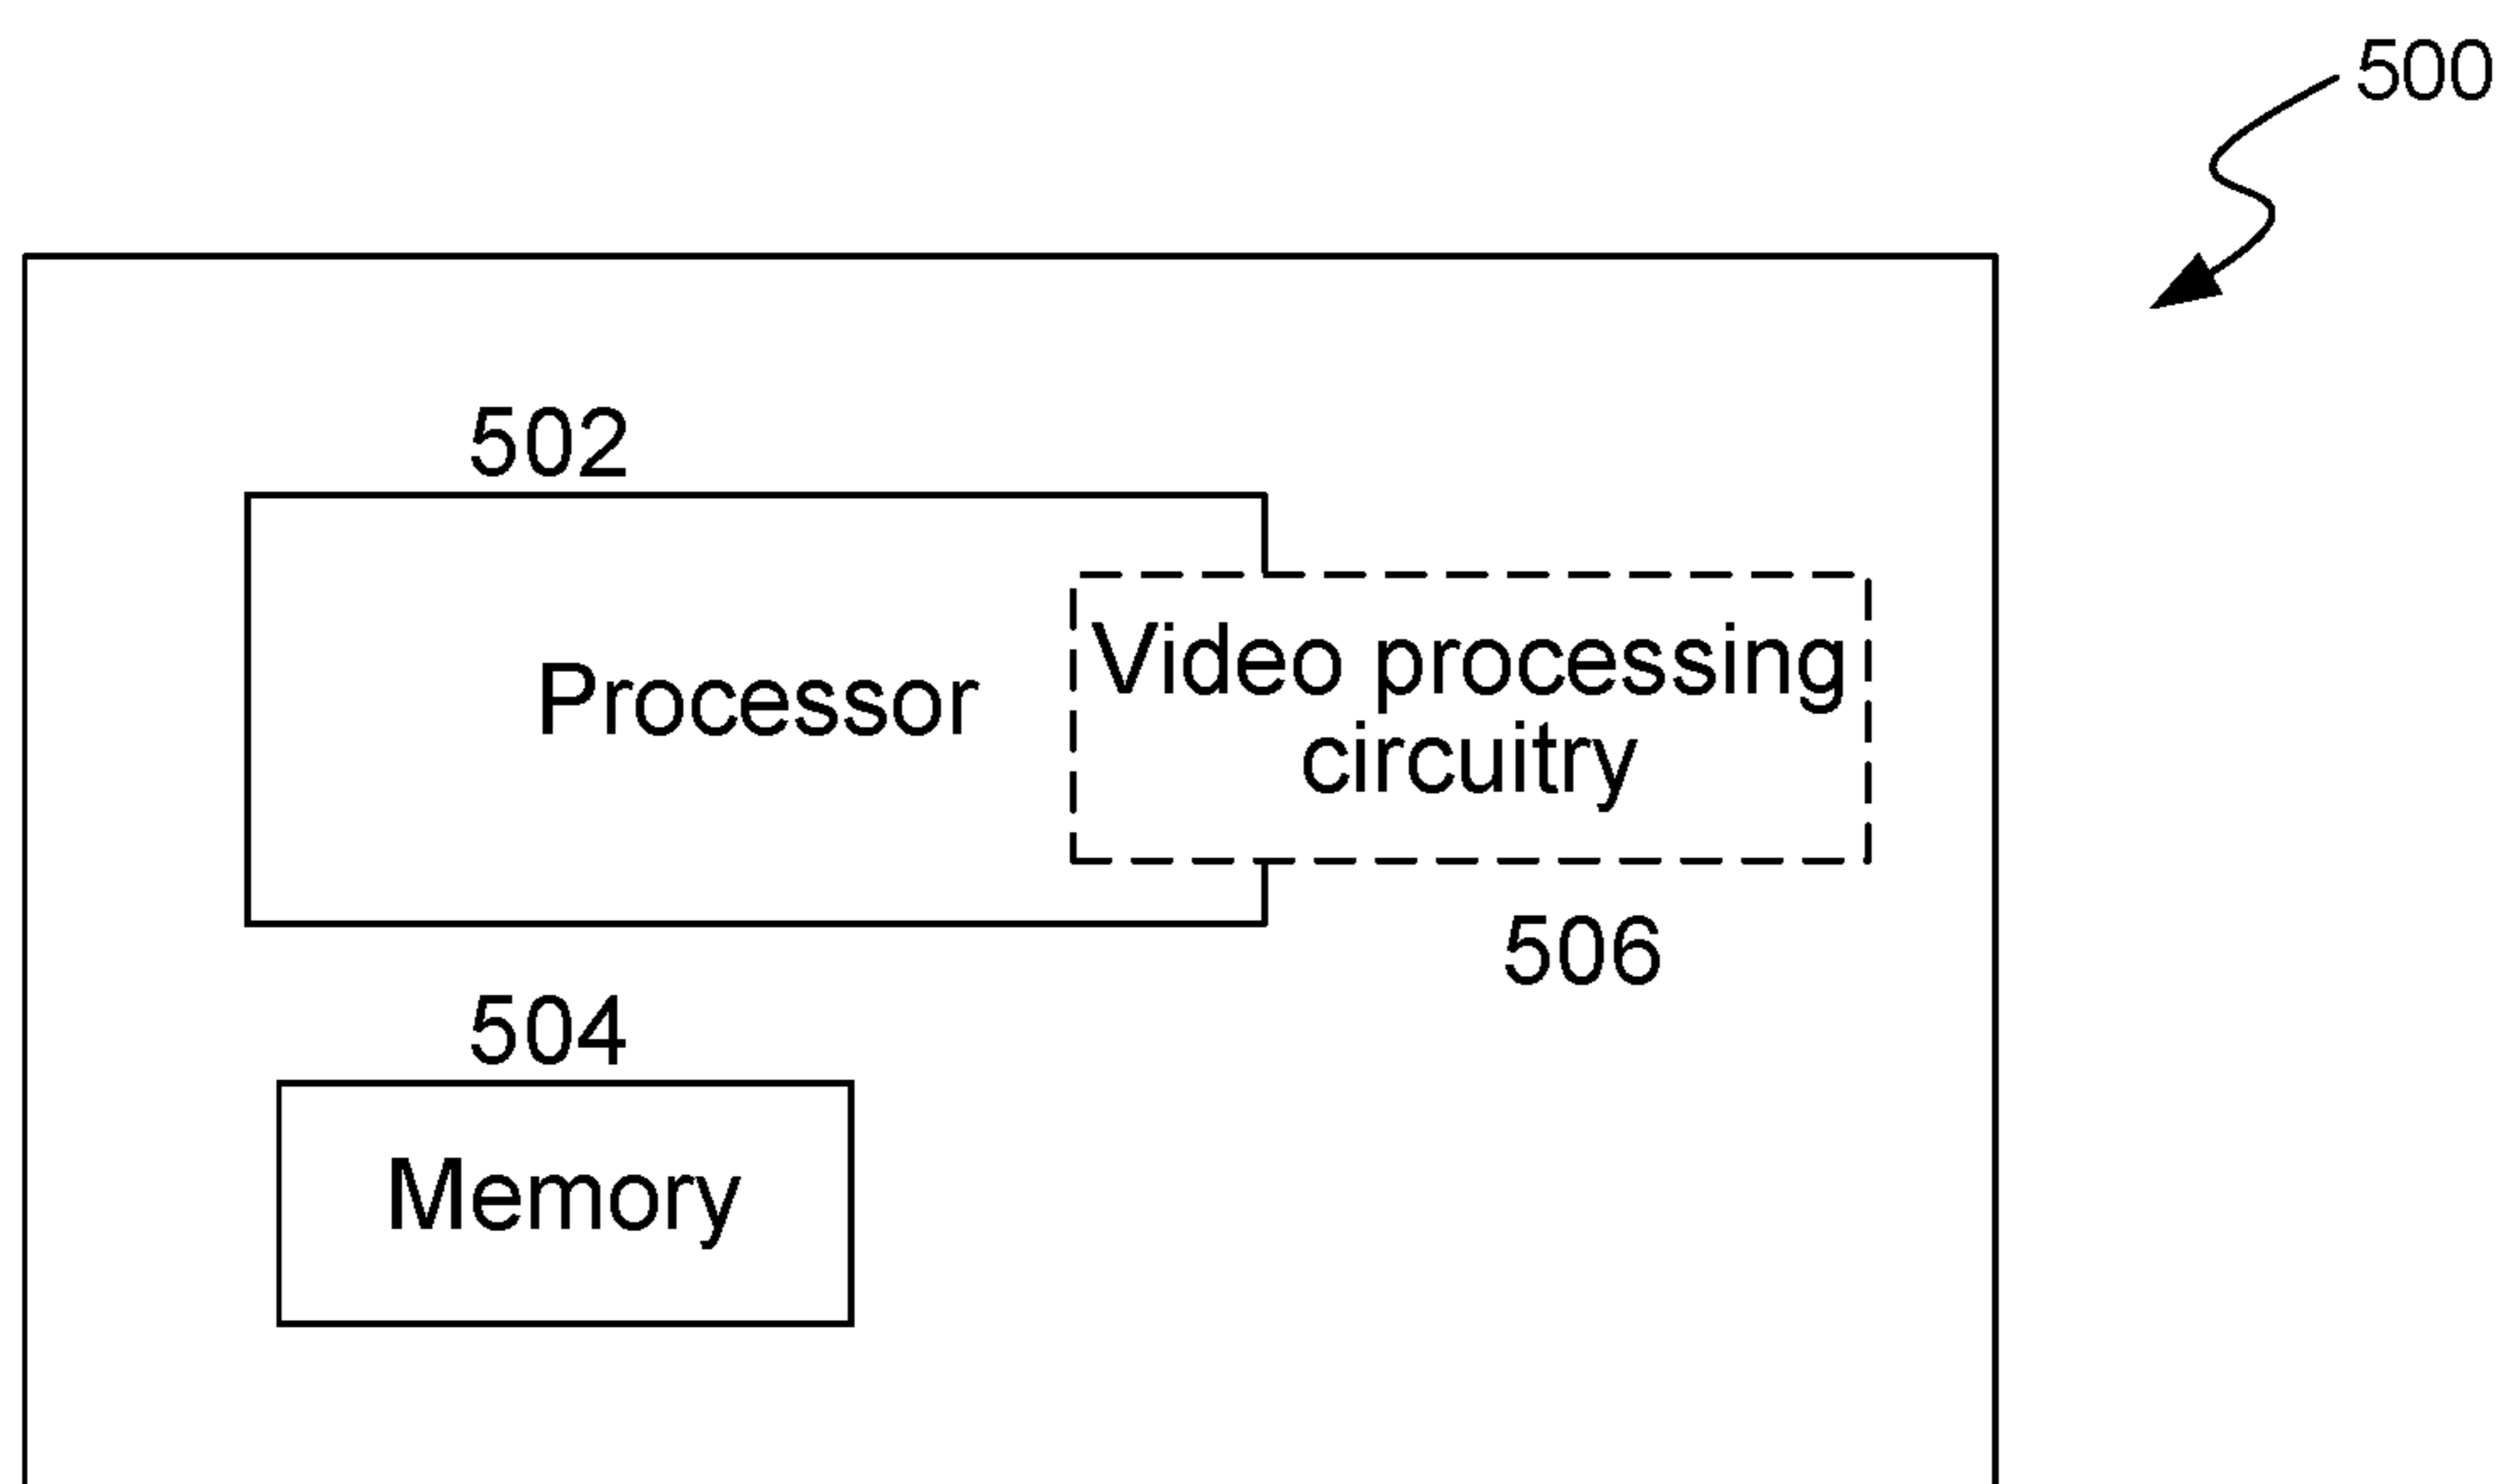 500
502
Processor
Video processing
circuitry
506
504
Memory